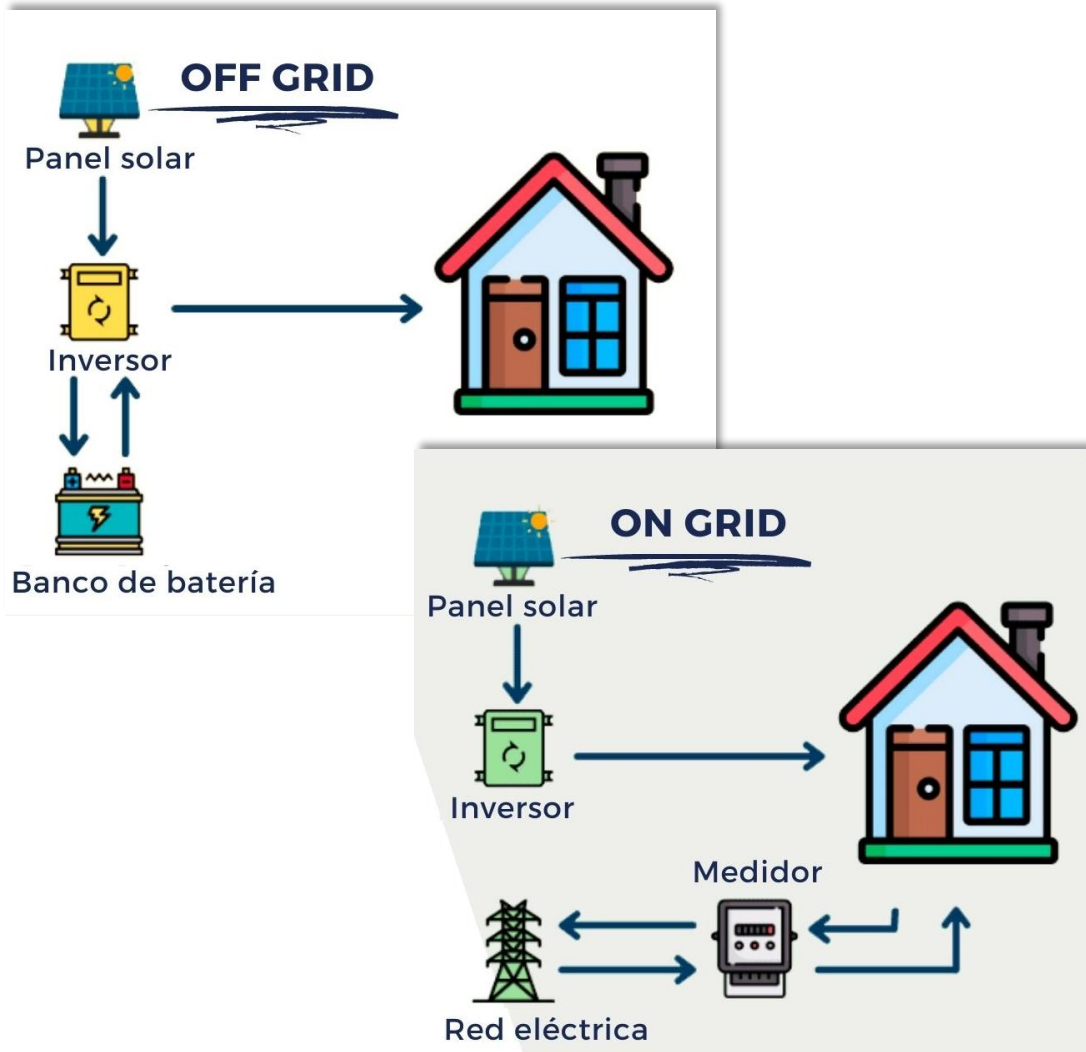 OFF GRID
Panel solar
Inversor
Banco de batería
ON GRID
Panel solar
Inversor
Medidor
Red eléctrica